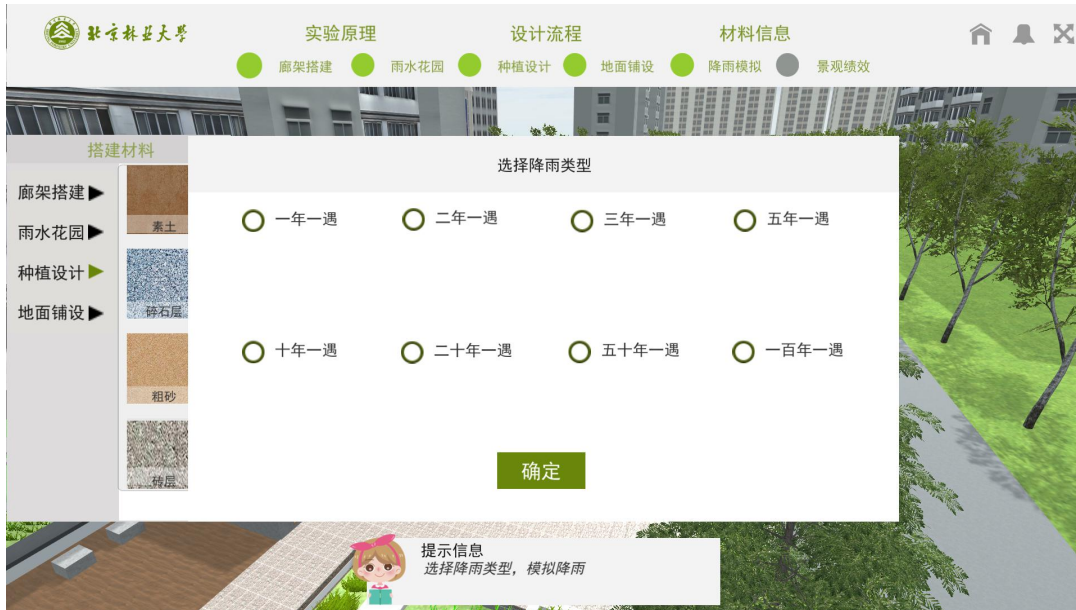 北京林业大学
实验原理 设计流程 材料信息
廊架搭建 雨水花园 种植设计 地面铺设 降雨模拟 景观绩效
搭建材料
廊架搭建
雨水花园
种植设计
地面铺设
素土
碎石层
粗砂
砖层
选择降雨类型
一年一遇 二年一遇 三年一遇 五年一遇
十年一遇 二十年一遇 五十年一遇 一百年一遇
确定
提示信息
选择降雨类型，模拟降雨